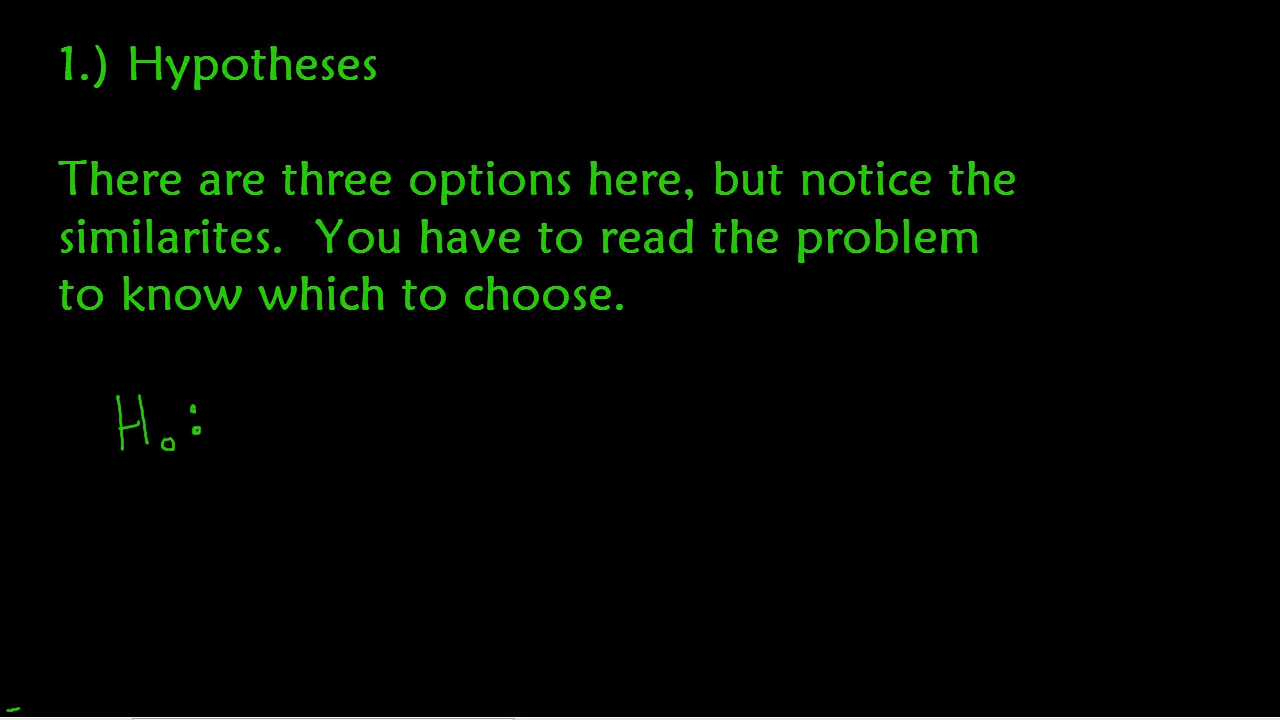 1.) Hypotheses
There are three options here, but notice the
similarites. You have to read the problem
to know which to choose.
H₀: